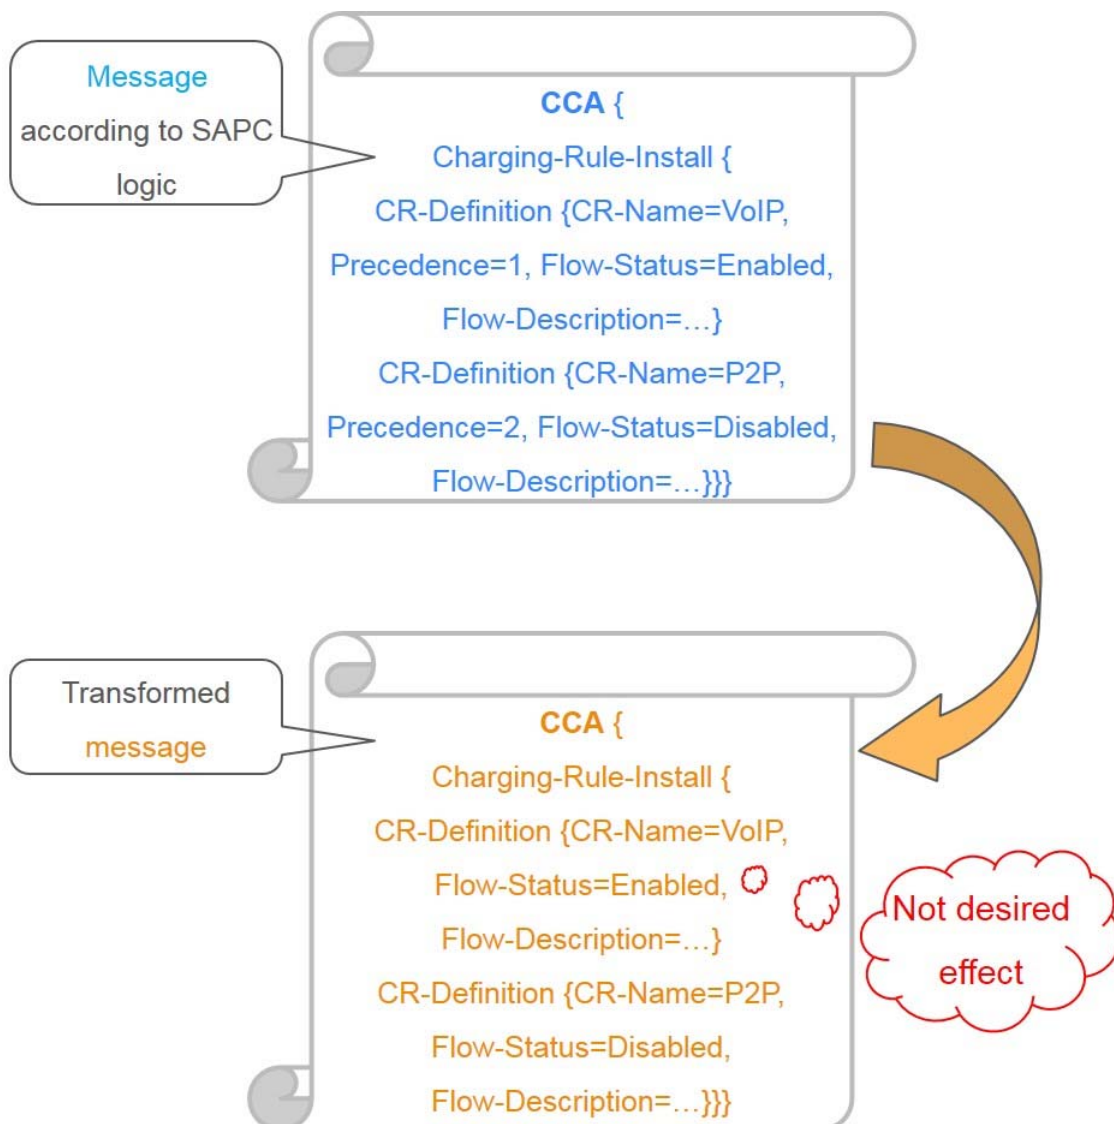 Message
according to SAPC
logic
CCA {
Charging-Rule-Install {
CR-Definition {CR-Name=VoIP,
Precedence=1, Flow-Status=Enabled,
Flow-Description=…}
CR-Definition {CR-Name=P2P,
Precedence=2, Flow-Status=Disabled,
Flow-Description=…}}}
Transformed
message
CCA {
Charging-Rule-Install {
CR-Definition {CR-Name=VoIP,
Flow-Status=Enabled,
Flow-Description=…}
CR-Definition {CR-Name=P2P,
Flow-Status=Disabled,
Flow-Description=…}}}
Not desired
effect